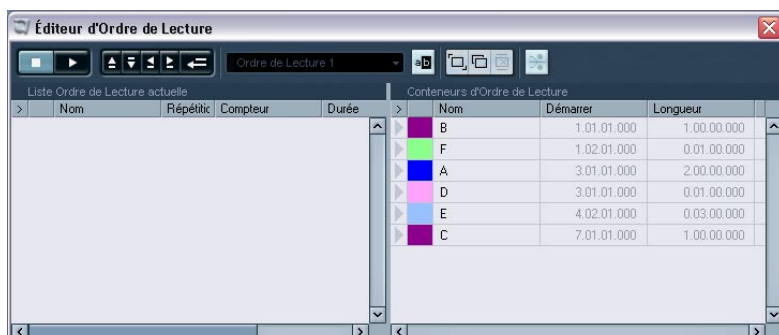 Éditeur d'Ordre de Lecture
Ordre de Lecture 1
Liste Ordre de Lecture actuelle
Conteneurs d'Ordre de Lecture
> Nom Répétitic Compteur Durée
> Nom Démarrer Longueur
B 1.01.01.000 1.00.00.000
F 1.02.01.000 0.01.00.000
A 3.01.01.000 2.00.00.000
D 3.01.01.000 0.01.00.000
E 4.02.01.000 0.03.00.000
C 7.01.01.000 1.00.00.000